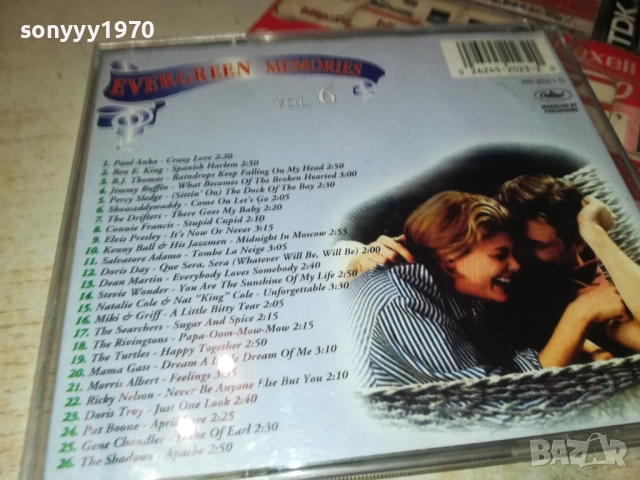 sonyyy1970
TDK
maxell
EVERGREEN MEMORIES
VOL. 6
Capitol
1. Paul Anka - Crazy Love 2:20
2. Ben E. King - Spanish Harlem 2:50
3. B.J. Thomas - Raindrops Keep Falling On My Head 2:50
4. Jimmy Ruffin - What Becomes Of The Broken Hearted 3:00
5. Percy Sledge - (Sittin' On) The Dock Of The Bay 2:30
6. Showaddywaddy - Come On Let's Go 2:05
7. The Drifters - There Goes My Baby 2:20
8. Connie Francis - Stupid Cupid 2:10
9. Elvis Presley - It's Now Or Never 3:15
10. Kenny Ball & His Jazzmen - Midnight In Moscow 2:55
11. Salvatore Adamo - Tombe La Neige 3:05
12. Doris Day - Que Sera, Sera (Whatever Will Be, Will Be) 2:00
13. Dean Martin - Everybody Loves Somebody 2:40
14. Stevie Wonder - You Are The Sunshine Of My Life 2:50
15. Natalie Cole & Nat "King" Cole - Unforgettable 3:30
16. Miki & Griff - A Little Bitty Tear 2:05
17. The Searchers - Sugar And Spice 2:15
18. The Rivingtons - Papa-Oom-Mow-Mow 2:15
19. The Turtles - Happy Together 2:50
20. Mama Cass - Dream A Little Dream Of Me 3:10
21. Morris Albert - Feelings 3:35
22. Ricky Nelson - Never Be Anyone Else But You 2:10
23. Doris Troy - Just One Look 2:40
24. Pat Boone - April Love 2:25
25. Gene Chandler - Duke Of Earl 2:30
26. The Shadows - Apache 2:50
BAZAR